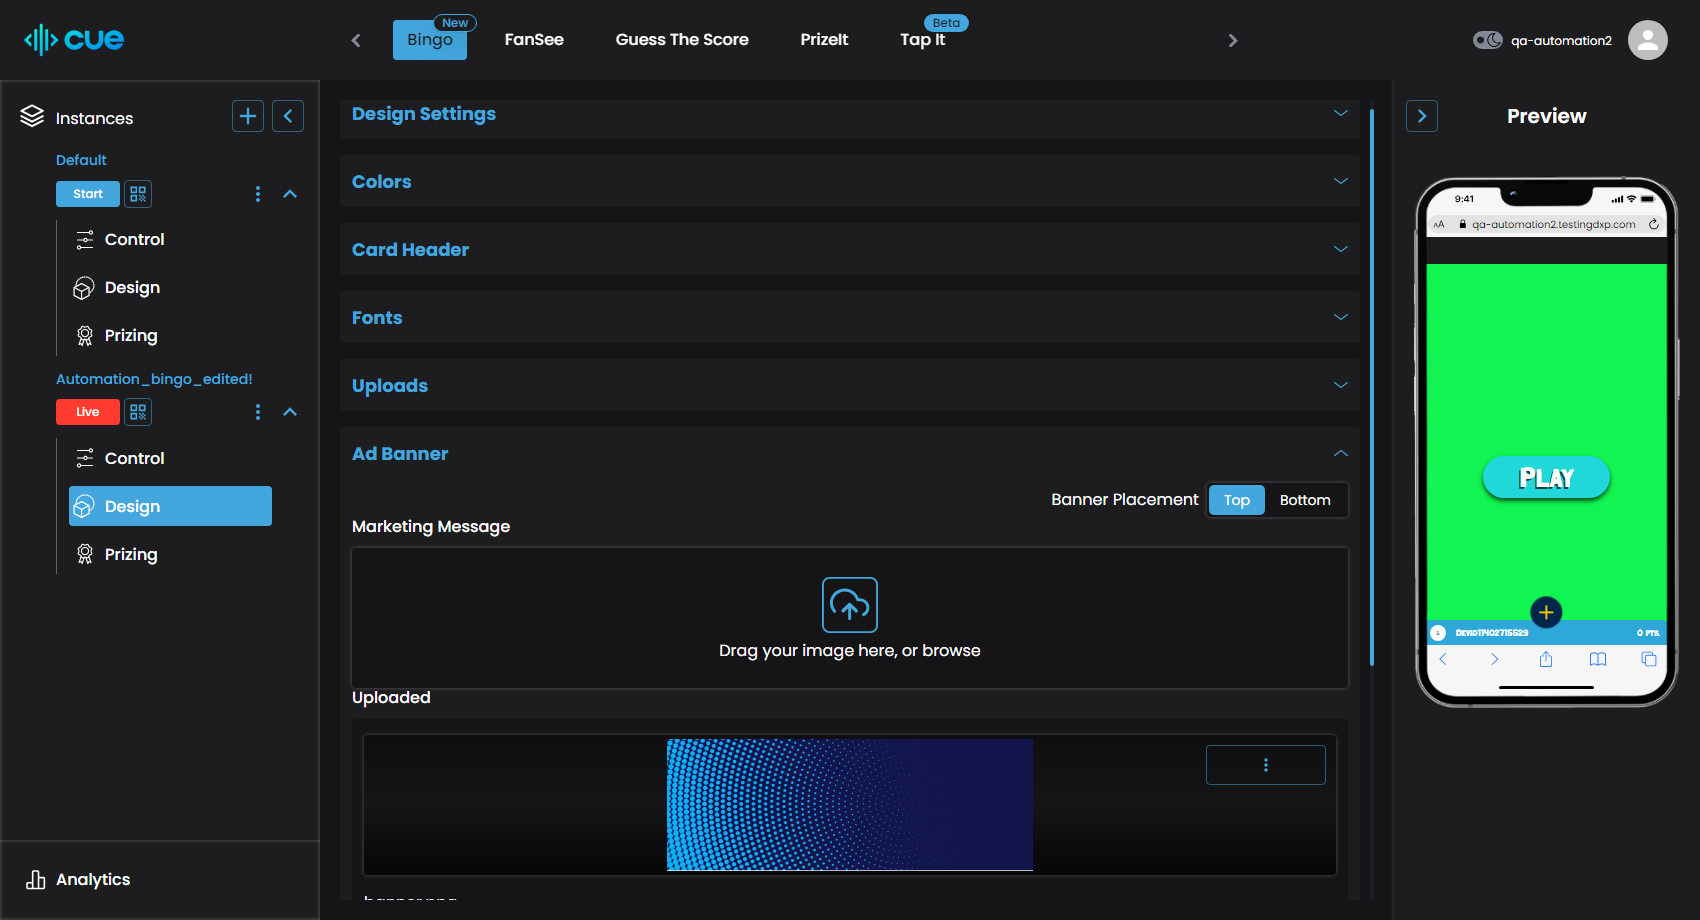 cue
New
Beta
Bingo
FanSee
Guess The Score
PrizeIt
Tap It
qa-automation2
Instances
Default
Start
Control
Design
Prizing
Automation_bingo_edited!
Live
Control
Design
Prizing
Analytics
Design Settings
Colors
Card Header
Fonts
Uploads
Ad Banner
Banner Placement
Top
Bottom
Marketing Message
Drag your image here, or browse
Uploaded
Preview
9:41
AA
qa-automation2.testingdxp.com
PLAY
0 PTS.